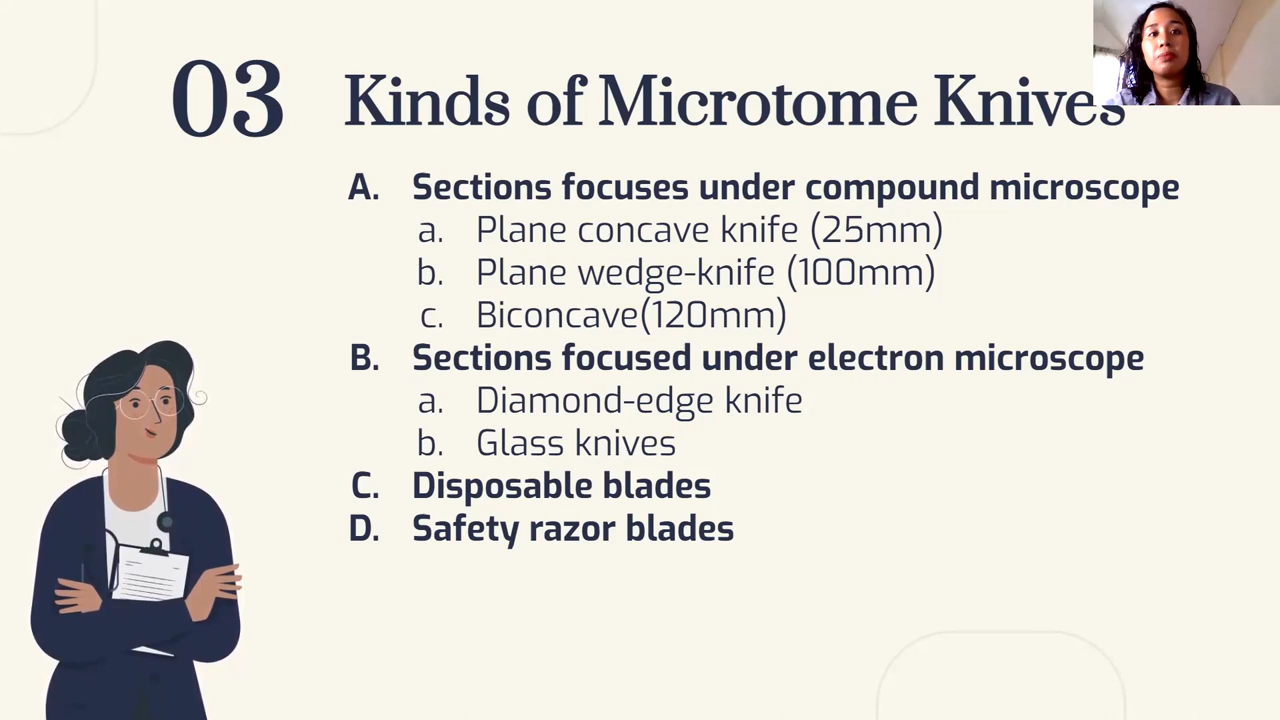 03 Kinds of Microtome Knives
A. Sections focuses under compound microscope
a. Plane concave knife (25mm)
b. Plane wedge-knife (100mm)
c. Biconcave(120mm)
B. Sections focused under electron microscope
a. Diamond-edge knife
b. Glass knives
C. Disposable blades
D. Safety razor blades